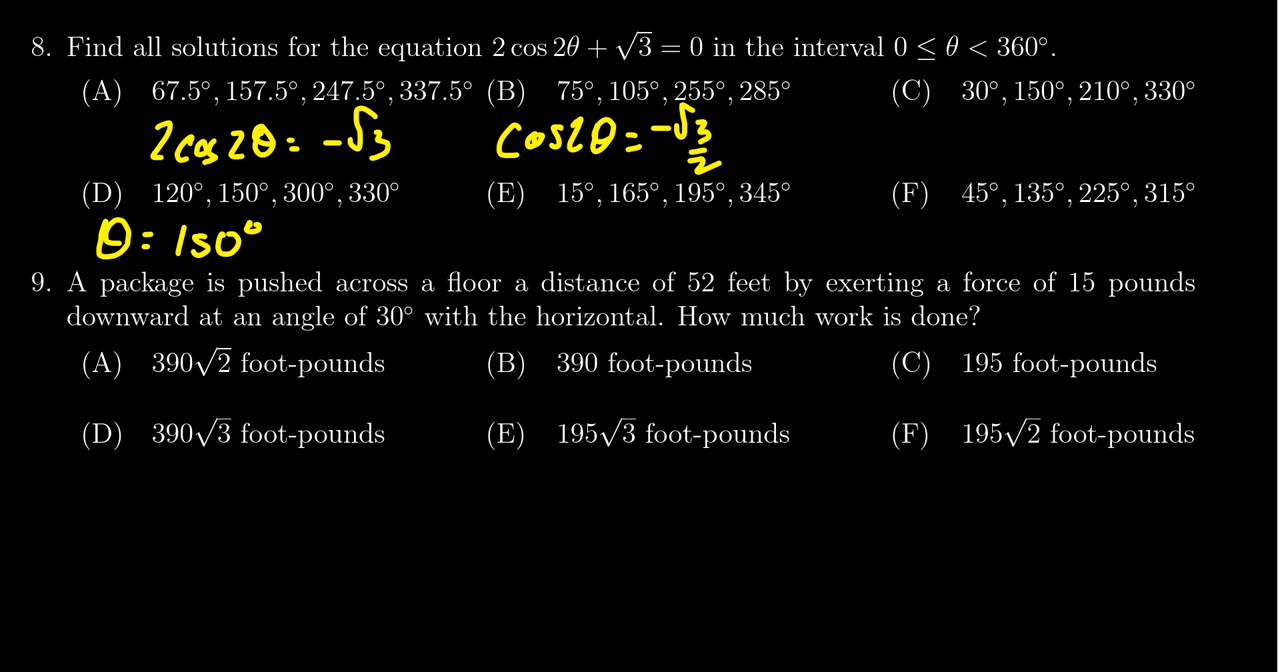 8. Find all solutions for the equation 2 cos 2θ + √3 = 0 in the interval 0 ≤ θ < 360°.
(A) 67.5°, 157.5°, 247.5°, 337.5° (B) 75°, 105°, 255°, 285° (C) 30°, 150°, 210°, 330°
2cos 2θ = -√3 cos2θ = -√3/2
(D) 120°, 150°, 300°, 330° (E) 15°, 165°, 195°, 345° (F) 45°, 135°, 225°, 315°
θ = 150°
9. A package is pushed across a floor a distance of 52 feet by exerting a force of 15 pounds
downward at an angle of 30° with the horizontal. How much work is done?
(A) 390√2 foot-pounds (B) 390 foot-pounds (C) 195 foot-pounds
(D) 390√3 foot-pounds (E) 195√3 foot-pounds (F) 195√2 foot-pounds